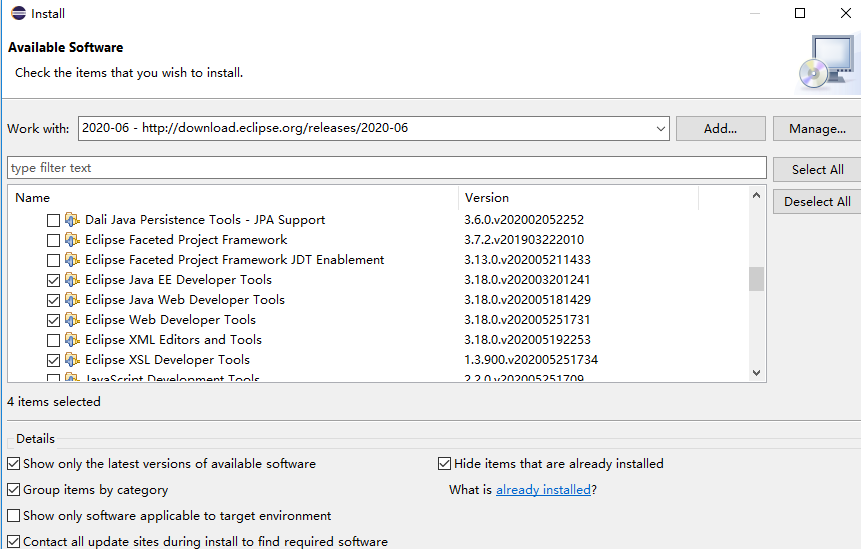 Install
Available Software
Check the items that you wish to install.
Work with: 2020-06 - http://download.eclipse.org/releases/2020-06 Add... Manage...
type filter text Select All
Name Version Deselect All
Dali Java Persistence Tools - JPA Support 3.6.0.v202002052252
Eclipse Faceted Project Framework 3.7.2.v201903222010
Eclipse Faceted Project Framework JDT Enablement 3.13.0.v202005211433
Eclipse Java EE Developer Tools 3.18.0.v202003201241
Eclipse Java Web Developer Tools 3.18.0.v202005181429
Eclipse Web Developer Tools 3.18.0.v202005251731
Eclipse XML Editors and Tools 3.18.0.v202005192253
Eclipse XSL Developer Tools 1.3.900.v202005251734
JavaScript Development Tools 2.2.0.v202005251709
4 items selected
Details
Show only the latest versions of available software Hide items that are already installed
Group items by category What is already installed?
Show only software applicable to target environment
Contact all update sites during install to find required software